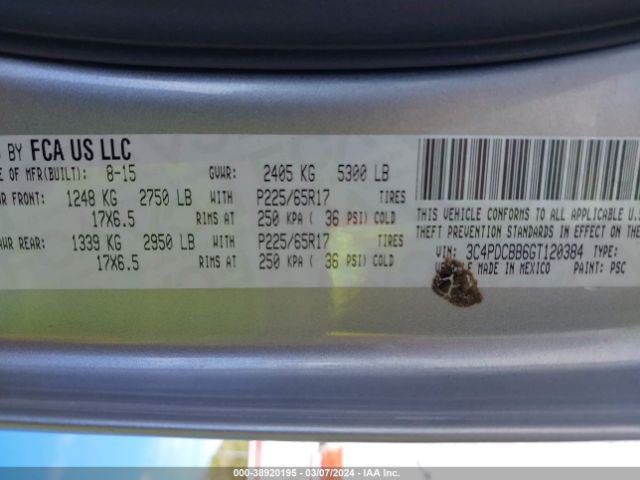 BY FCA US LLC
OF MFR(BUILT): 8-15 GVWR: 2405 KG 5300 LB
FRONT: 1248 KG 2750 LB WITH P225/65R17 TIRES
17X6.5 RIMS AT 250 KPA ( 36 PSI) COLD
REAR: 1339 KG 2950 LB WITH P225/65R17 TIRES
17X6.5 RIMS AT 250 KPA ( 36 PSI) COLD
THIS VEHICLE CONFORMS TO ALL APPLICABLE
THEFT PREVENTION STANDARDS IN EFFECT ON THE
VIN: 3C4PDCBB6GT120384 TYPE:
MADE IN MEXICO PAINT: PSC
000-38920195 - 03/07/2024 - IAA Inc.